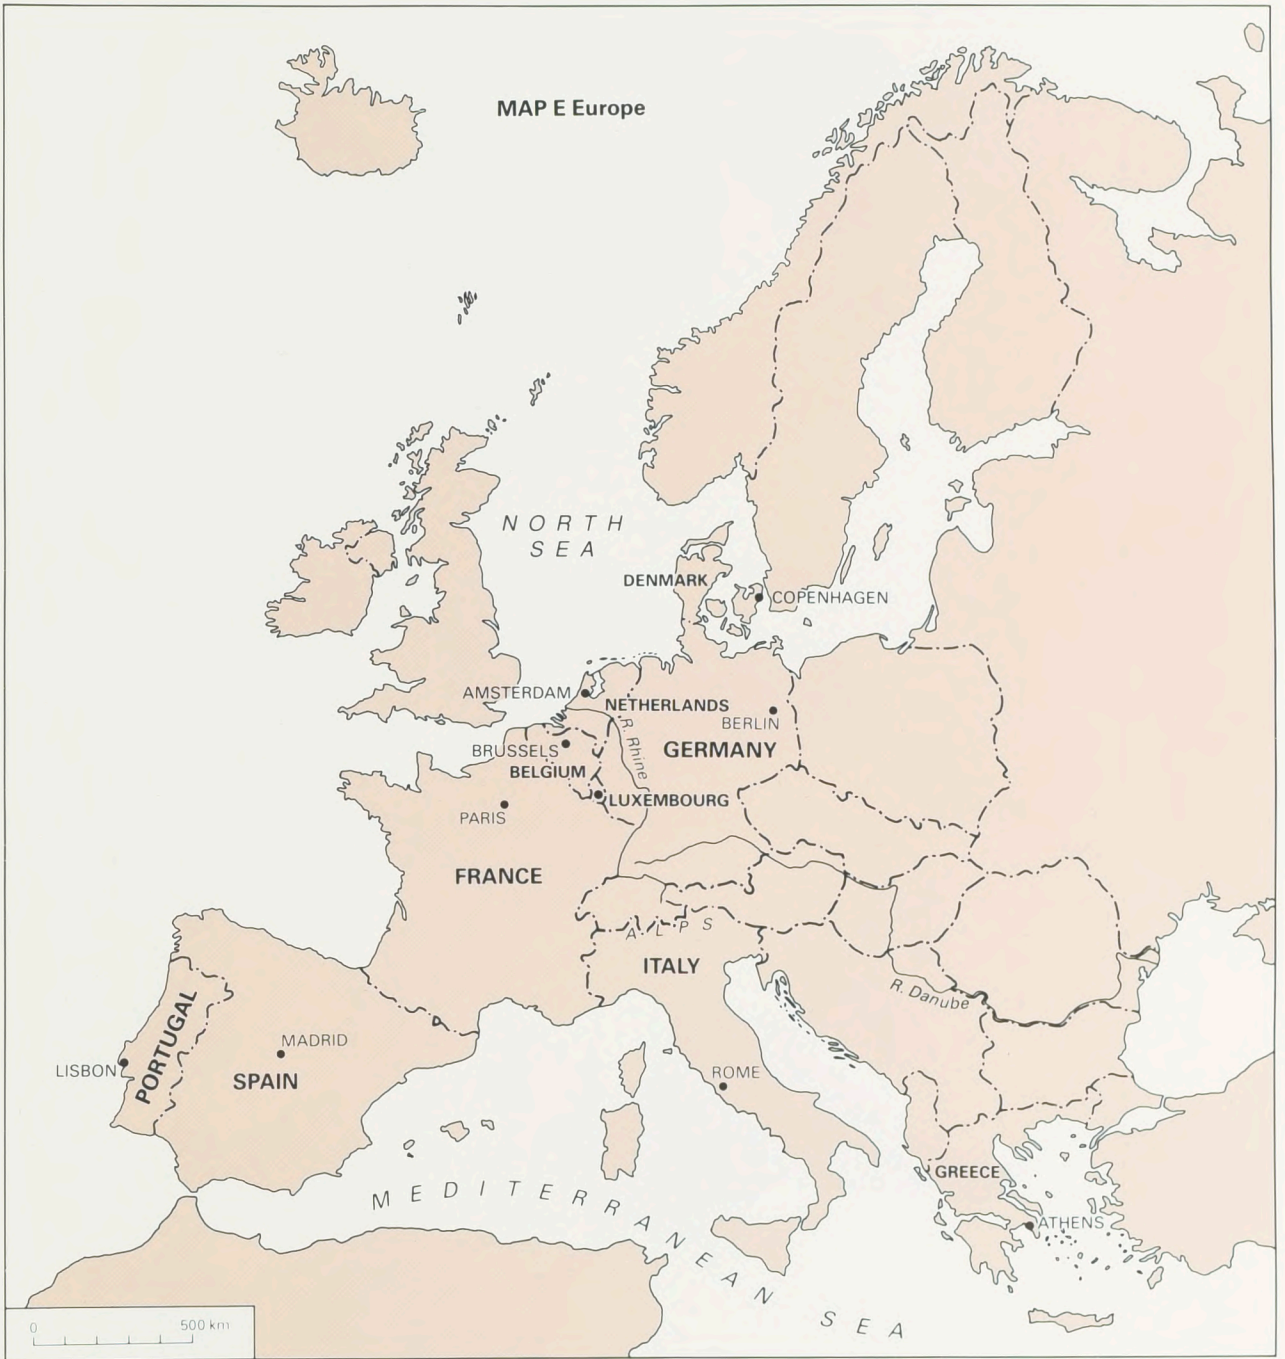 MAP E Europe
NORTH
SEA
DENMARK
COPENHAGEN
AMSTERDAM
NETHERLANDS
BERLIN
R. Rhine
BRUSSELS
GERMANY
BELGIUM
LUXEMBOURG
PARIS
FRANCE
ALPS
ITALY
R. Danube
PORTUGAL
MADRID
LISBON
SPAIN
ROME
GREECE
MEDITERRANEAN SEA
ATHENS
0 500 km